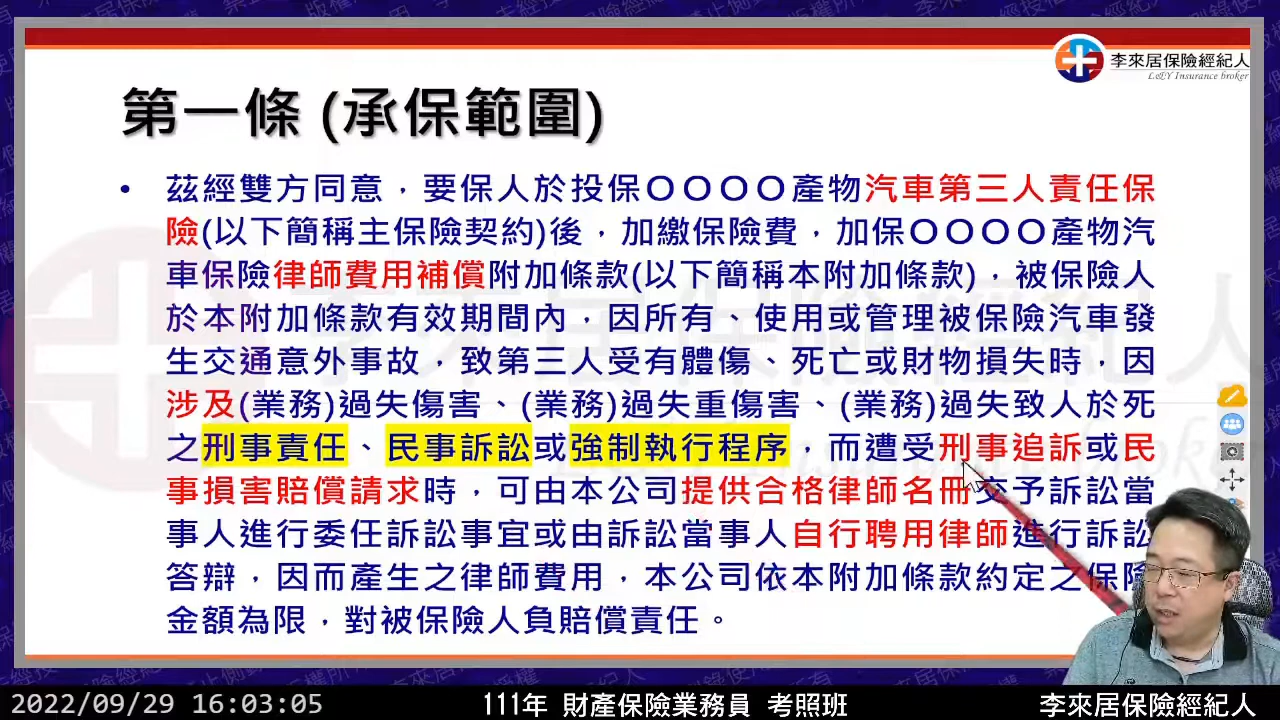 李來居保險經紀人
L&Y Insurance broker
第一條 (承保範圍)
• 茲經雙方同意，要保人於投保ＯＯＯＯ產物汽車第三人責任保
險(以下簡稱主保險契約)後，加繳保險費，加保ＯＯＯＯ產物汽
車保險律師費用補償附加條款(以下簡稱本附加條款)，被保險人
於本附加條款有效期間內，因所有、使用或管理被保險汽車發
生交通意外事故，致第三人受有體傷、死亡或財物損失時，因
涉及(業務)過失傷害、(業務)過失重傷害、(業務)過失致人於死
之刑事責任、民事訴訟或強制執行程序，而遭受刑事追訴或民
事損害賠償請求時，可由本公司提供合格律師名冊交予訴訟當
事人進行委任訴訟事宜或由訴訟當事人自行聘用律師進行訴訟
答辯，因而產生之律師費用，本公司依本附加條款約定之保險
金額為限，對被保險人負賠償責任。
2022/09/29 16:03:05
111年 財產保險業務員 考照班
李來居保險經紀人